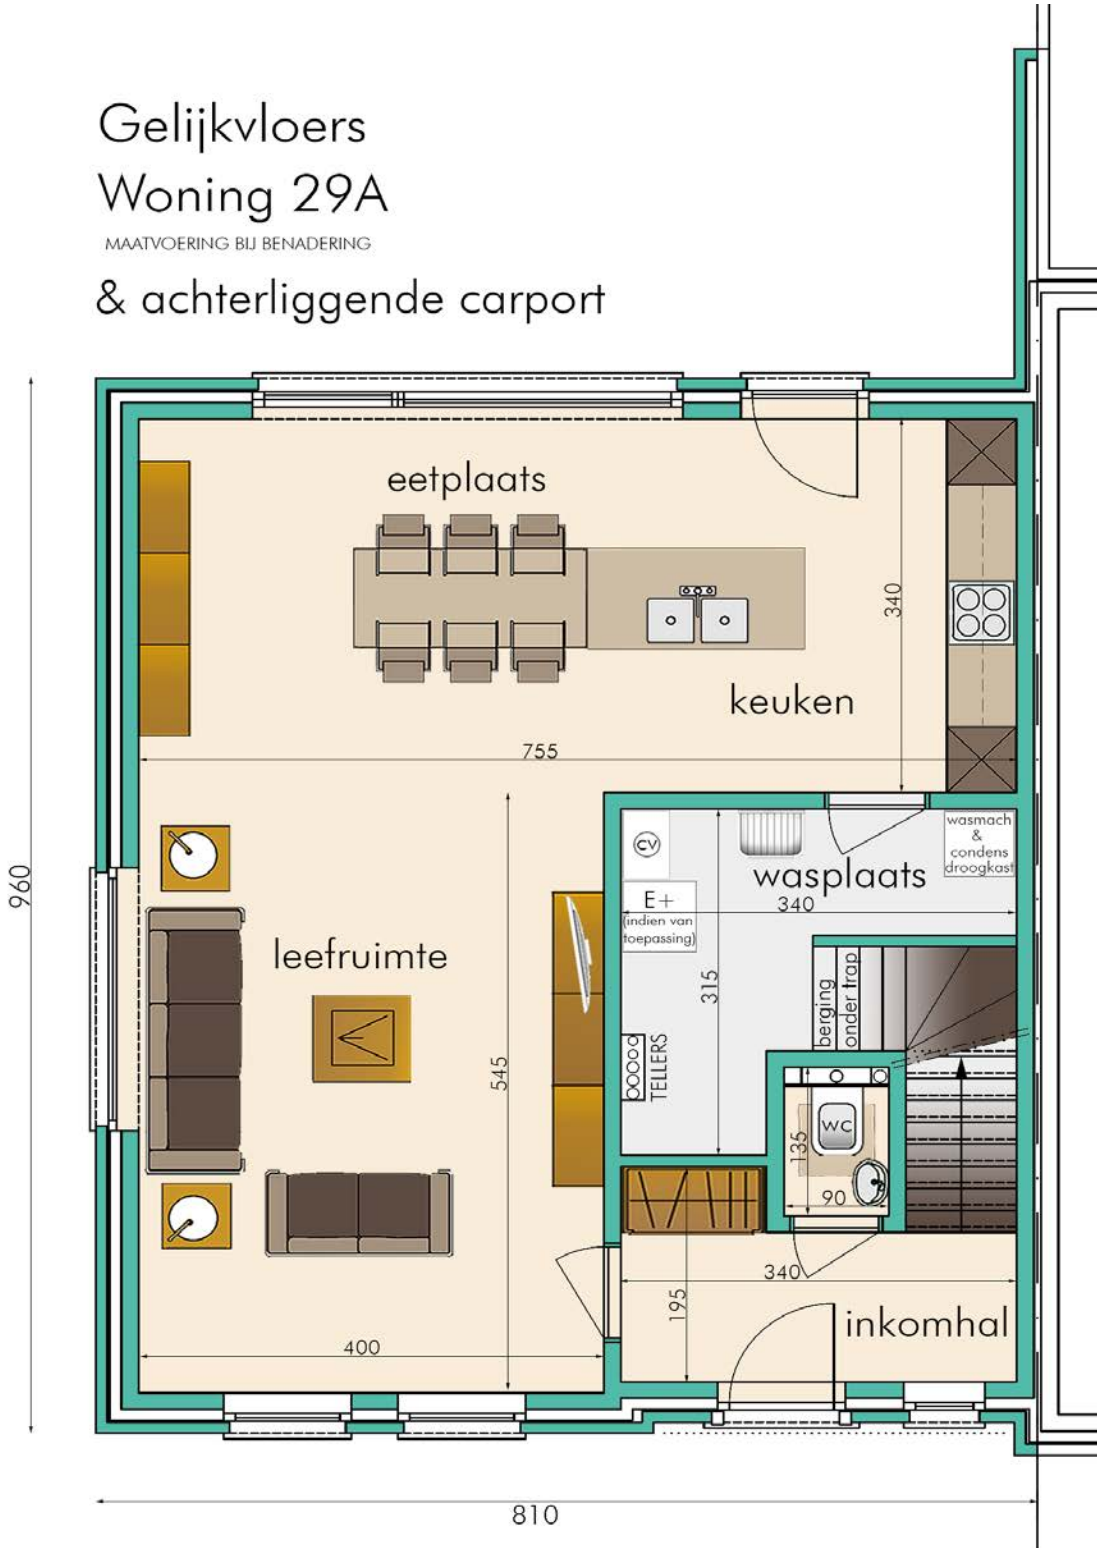 Gelijkvloers
Woning 29A
MAATVOERING BIJ BENADERING
& achterliggende carport
eetplaats
340
keuken
755
960
wasmach
&
condens
droogkast
CV
wasplaats
340
E+
(indien van
toepassing)
leefruimte
315
berging
onder trap
545
TELLERS
WC
135
90
340
195
inkomhal
400
810